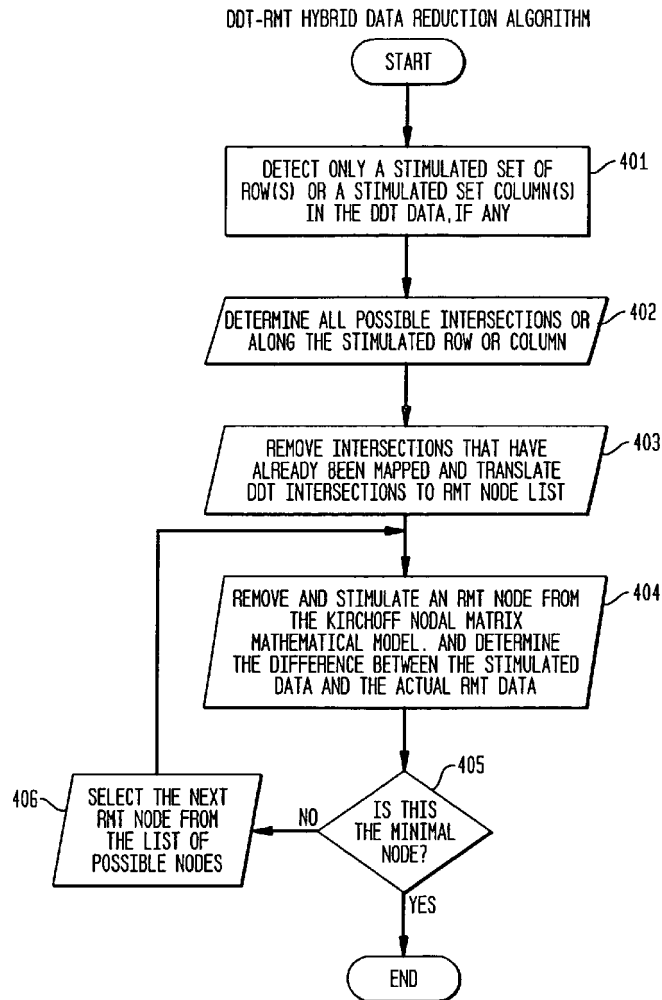 DDT-RMT HYBRID DATA REDUCTION ALGORITHM
START
DETECT ONLY A STIMULATED SET OF
ROW(S) OR A STIMULATED SET COLUMN(S)
IN THE DDT DATA, IF ANY
401
DETERMINE ALL POSSIBLE INTERSECTIONS OR
ALONG THE STIMULATED ROW OR COLUMN
402
REMOVE INTERSECTIONS THAT HAVE
ALREADY BEEN MAPPED AND TRANSLATE
DDT INTERSECTIONS TO RMT NODE LIST
403
REMOVE AND STIMULATE AN RMT NODE FROM
THE KIRCHOFF NODAL MATRIX
MATHEMATICAL MODEL. AND DETERMINE
THE DIFFERENCE BETWEEN THE STIMULATED
DATA AND THE ACTUAL RMT DATA
404
405
IS THIS
THE MINIMAL
NODE?
NO
406
SELECT THE NEXT
RMT NODE FROM
THE LIST OF
POSSIBLE NODES
YES
END